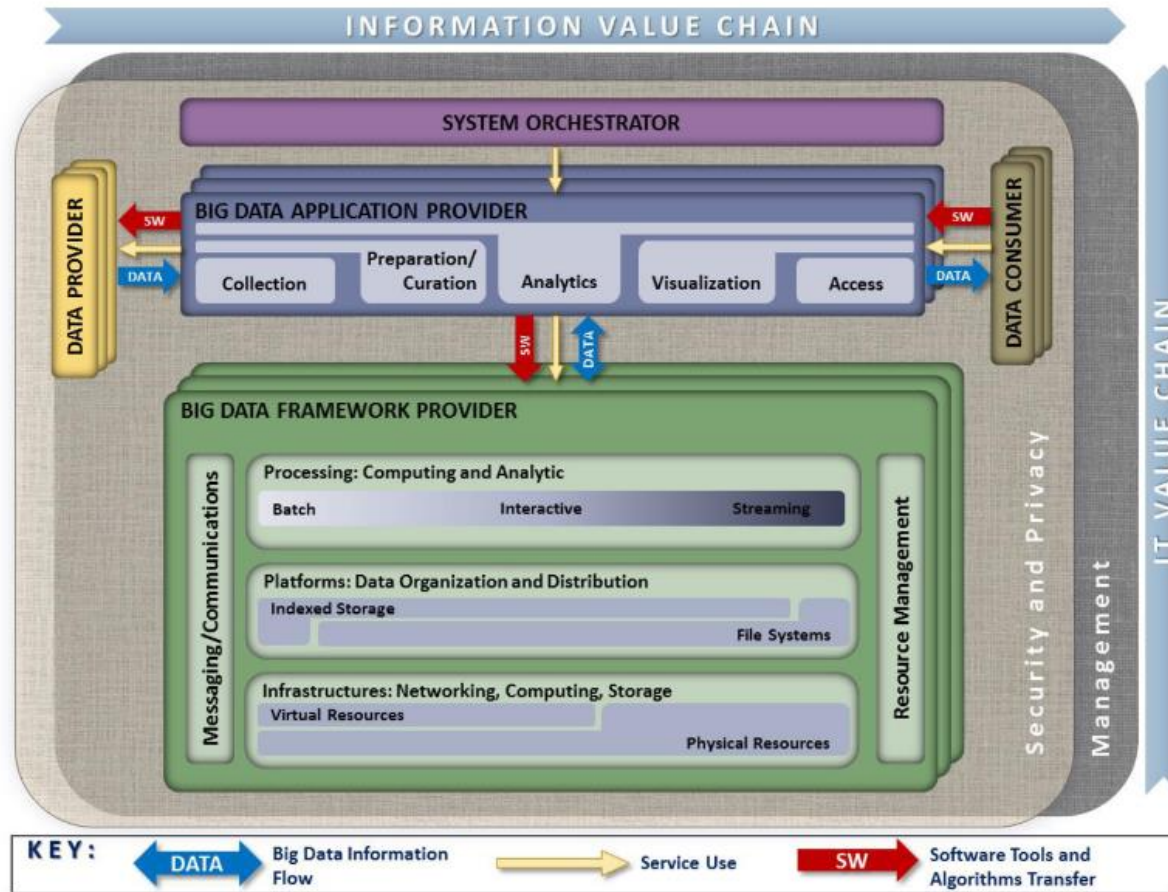 INFORMATION VALUE CHAIN
SYSTEM ORCHESTRATOR
DATA PROVIDER
SW
DATA
BIG DATA APPLICATION PROVIDER
Collection
Preparation/
Curation
Analytics
Visualization
Access
SW
DATA
DATA CONSUMER
SW
DATA
BIG DATA FRAMEWORK PROVIDER
Messaging/Communications
Processing: Computing and Analytic
Batch
Interactive
Streaming
Platforms: Data Organization and Distribution
Indexed Storage
File Systems
Infrastructures: Networking, Computing, Storage
Virtual Resources
Physical Resources
Resource Management
Security and Privacy
Management
IT VALUE CHAIN
KEY:
DATA
Big Data Information
Flow
Service Use
SW
Software Tools and
Algorithms Transfer